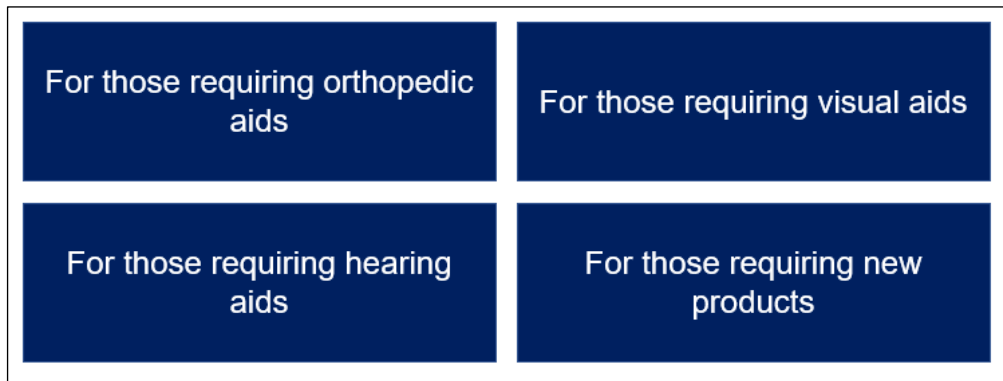 For those requiring orthopedic
aids
For those requiring visual aids
For those requiring hearing
aids
For those requiring new
products